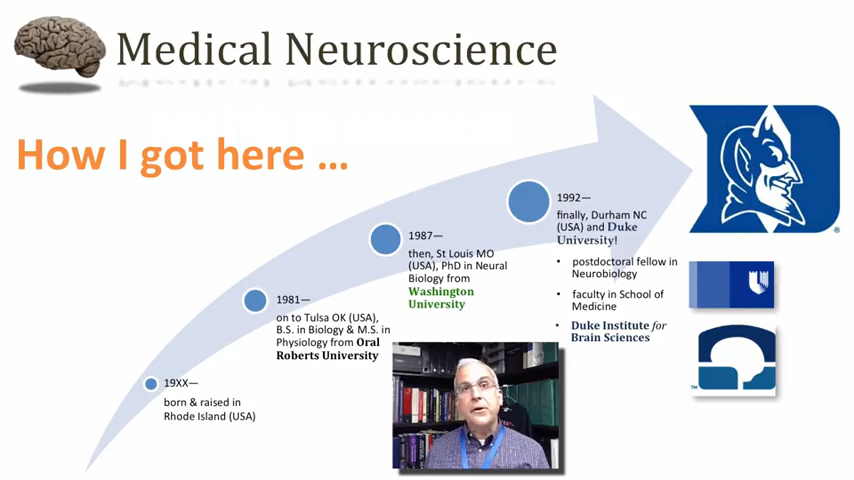 Medical Neuroscience
How I got here ...
1992—
finally, Durham NC
(USA) and Duke
University!
• postdoctoral fellow in
Neurobiology
• faculty in School of
Medicine
• Duke Institute for
Brain Sciences
1987—
then, St Louis MO
(USA), PhD in Neural
Biology from
Washington
University
1981—
on to Tulsa OK (USA),
B.S. in Biology & M.S. in
Physiology from Oral
Roberts University
19XX—
born & raised in
Rhode Island (USA)
®
TM